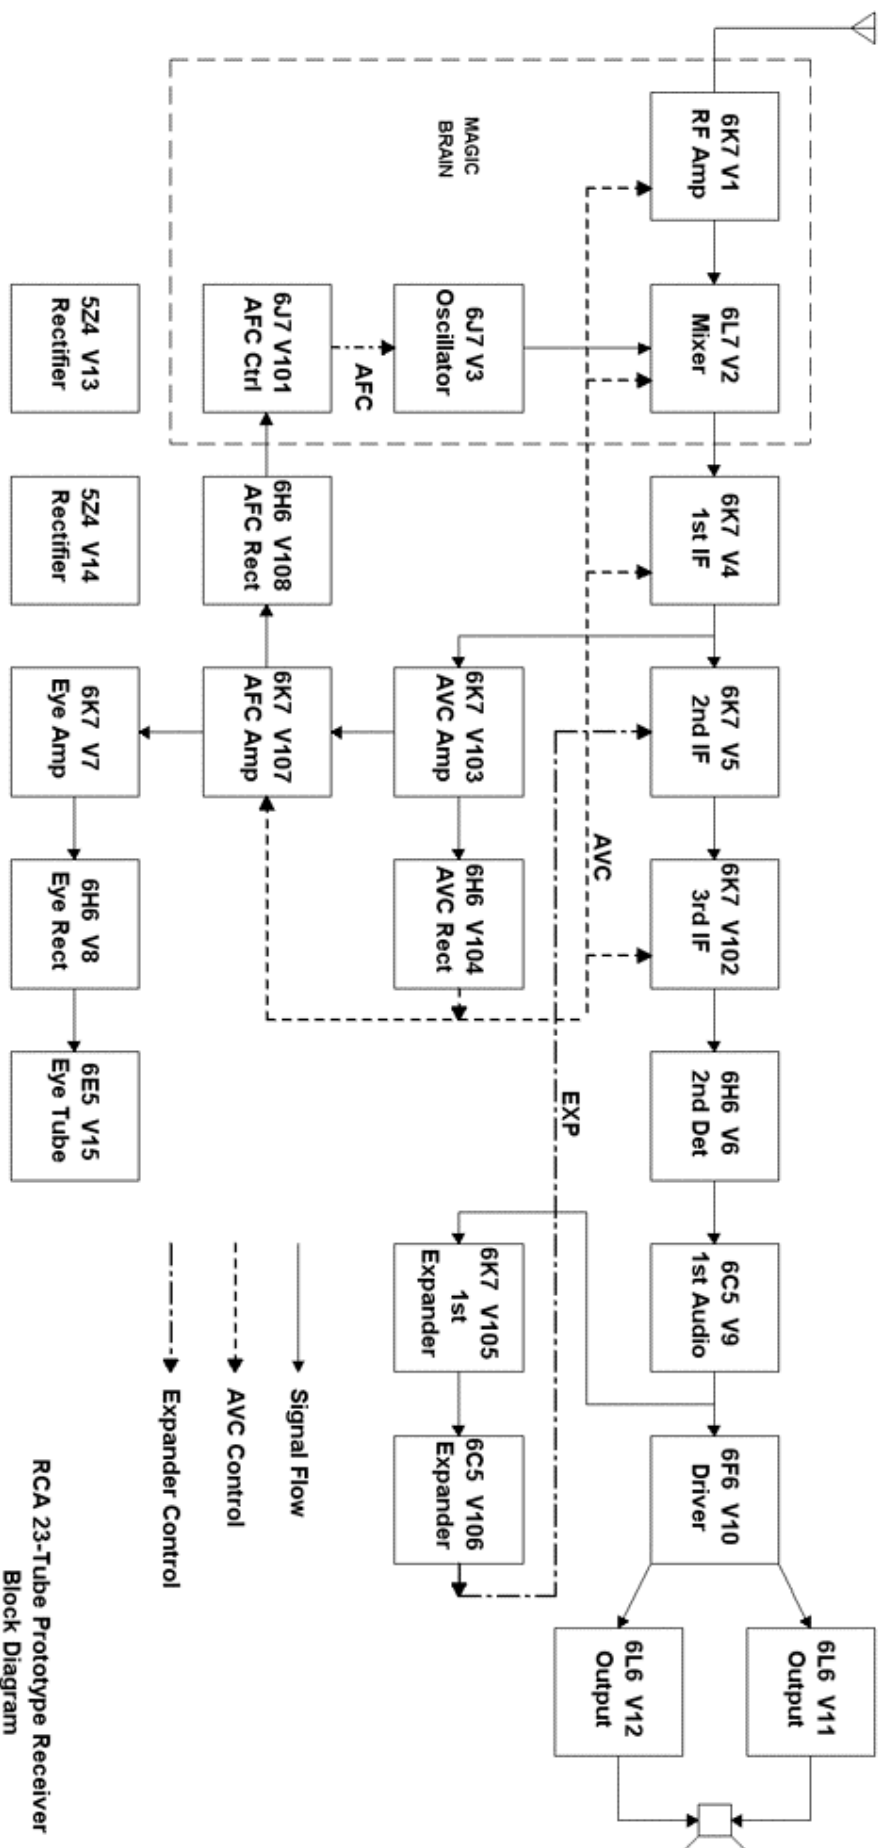 6K7 V1
RF Amp
6L7 V2
Mixer
6K7 V4
1st IF
6K7 V5
2nd IF
6K7 V102
3rd IF
6H6 V6
2nd Det
6C5 V9
1st Audio
6F6 V10
Driver
6L6 V11
Output
6L6 V12
Output
MAGIC
BRAIN
AVC
EXP
6J7 V3
Oscillator
6K7 V103
AVC Amp
6H6 V104
AVC Rect
6K7 V105
1st
Expander
6C5 V106
Expander
AFC
6J7 V101
AFC Ctrl
6H6 V108
AFC Rect
6K7 V107
AFC Amp
Signal Flow
AVC Control
Expander Control
5Z4 V13
Rectifier
5Z4 V14
Rectifier
6K7 V7
Eye Amp
6H6 V8
Eye Rect
6E5 V15
Eye Tube
RCA 23-Tube Prototype Receiver
Block Diagram